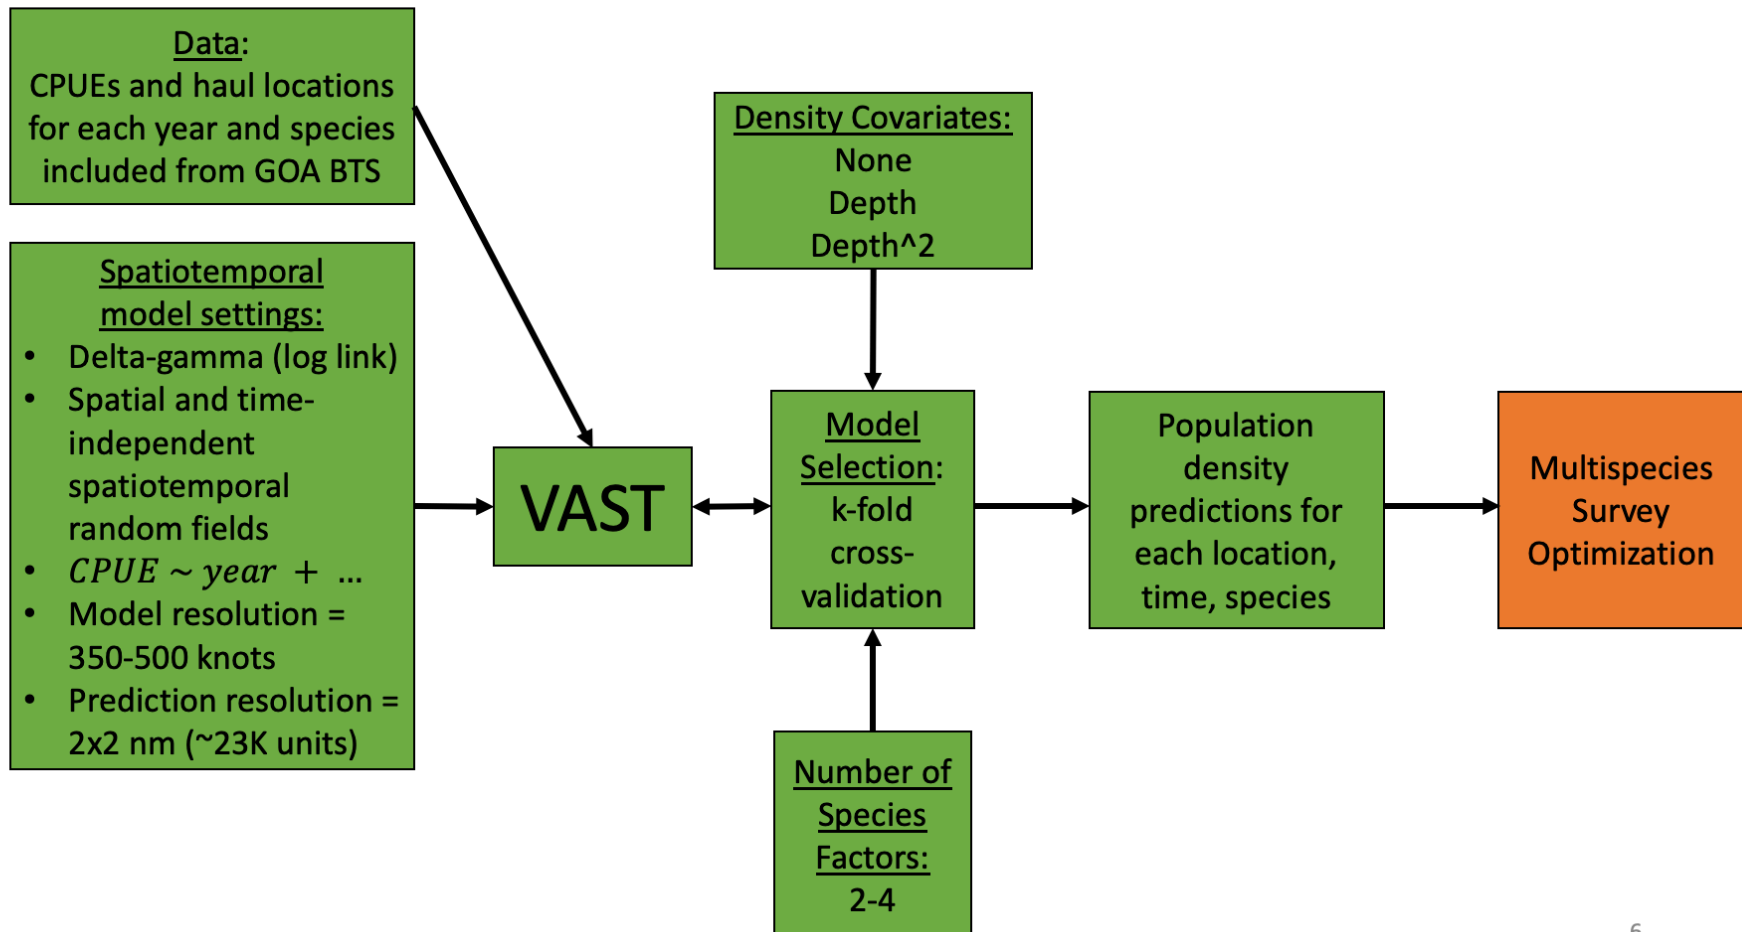 Data:
CPUEs and haul locations
for each year and species
included from GOA BTS
Spatiotemporal
model settings:
• Delta-gamma (log link)
• Spatial and time-
independent
spatiotemporal
random fields
• CPUE ~ year + …
• Model resolution =
350-500 knots
• Prediction resolution =
2x2 nm (~23K units)
VAST
Density Covariates:
None
Depth
Depth^2
Model
Selection:
k-fold
cross-
validation
Number of
Species
Factors:
2-4
Population
density
predictions for
each location,
time, species
Multispecies
Survey
Optimization
6